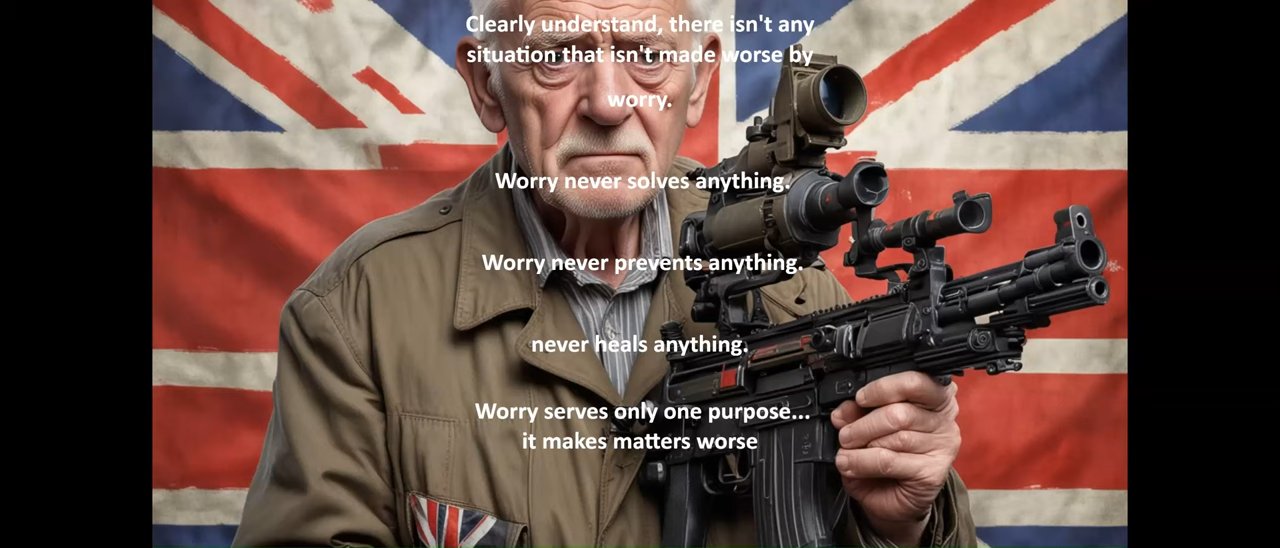 Clearly understand, there isn't any
situation that isn't made worse by
worry.
Worry never solves anything.
Worry never prevents anything.
never heals anything.
Worry serves only one purpose...
it makes matters worse